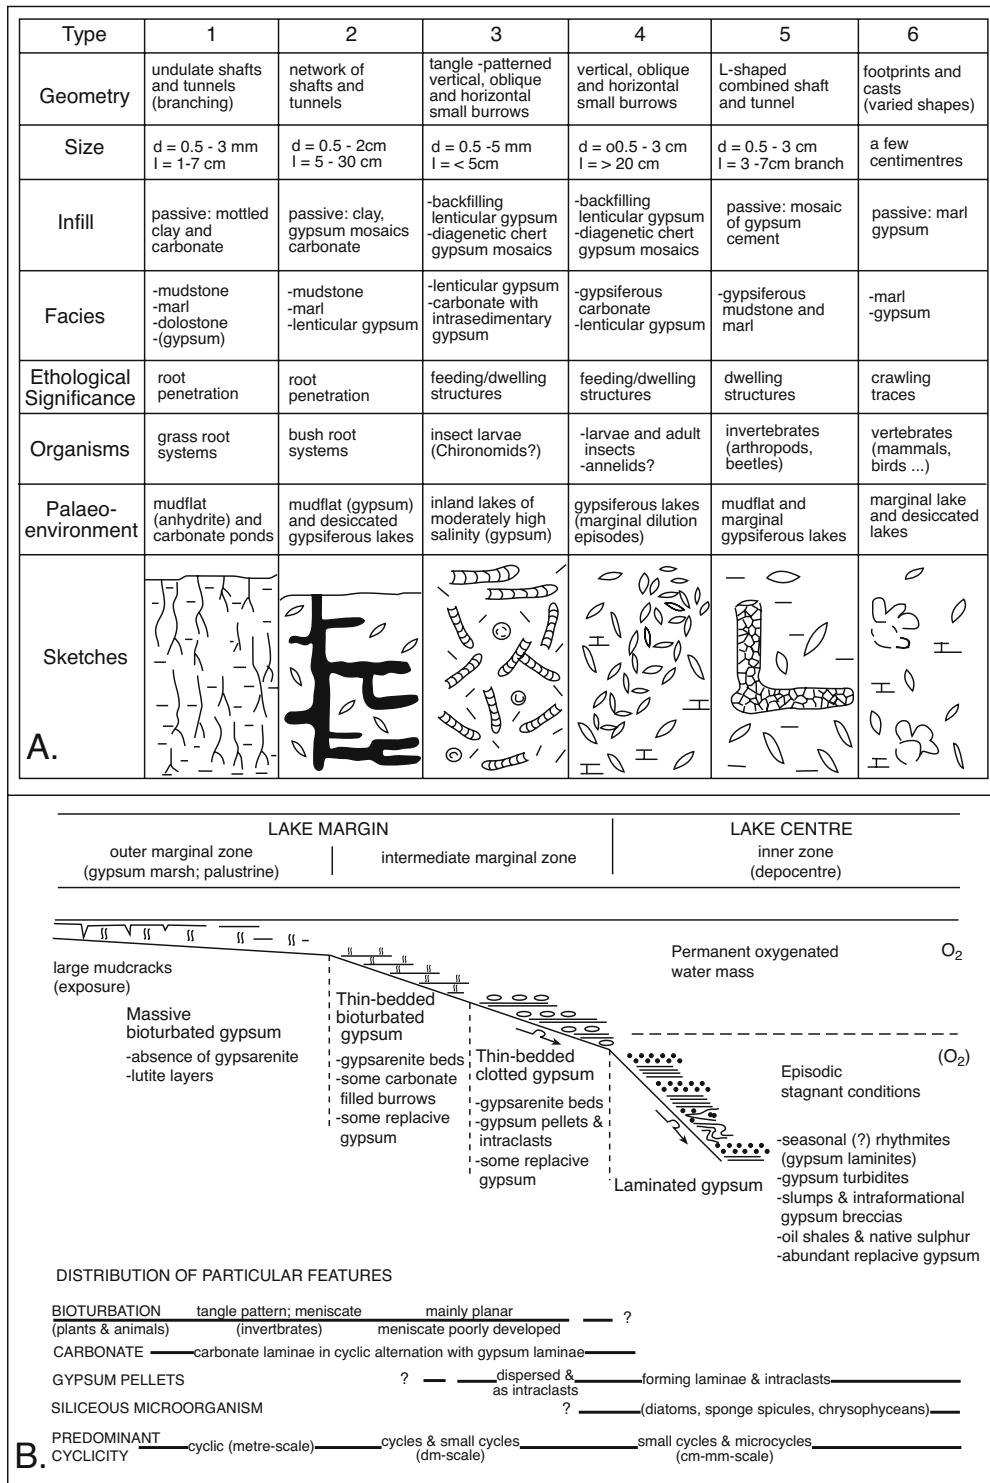 Type 1 2 3 4 5 6
Geometry
undulate shafts
and tunnels
(branching)
network of
shafts and
tunnels
tangle -patterned
vertical, oblique
and horizontal
small burrows
vertical, oblique
and horizontal
small burrows
L-shaped
combined shaft
and tunnel
footprints and
casts
(varied shapes)
Size
d = 0.5 - 3 mm
l = 1-7 cm
d = 0.5 - 2cm
l = 5 - 30 cm
d = 0.5 -5 mm
l = < 5cm
d = o0.5 - 3 cm
l = > 20 cm
d = 0.5 - 3 cm
l = 3 -7cm branch
a few
centimentres
Infill
passive: mottled
clay and
carbonate
passive: clay,
gypsum mosaics
carbonate
-backfilling
lenticular gypsum
-diagenetic chert
gypsum mosaics
-backfilling
lenticular gypsum
-diagenetic chert
gypsum mosaics
passive: mosaic
of gypsum
cement
passive: marl
gypsum
Facies
-mudstone
-marl
-dolostone
-(gypsum)
-mudstone
-marl
-lenticular gypsum
-lenticular gypsum
-carbonate with
intrasedimentary
gypsum
-gypsiferous
carbonate
-lenticular gypsum
-gypsiferous
mudstone and
marl
-marl
-gypsum
Ethological
Significance
root
penetration
root
penetration
feeding/dwelling
structures
feeding/dwelling
structures
dwelling
structures
crawling
traces
Organisms
grass root
systems
bush root
systems
insect larvae
(Chironomids?)
-larvae and adult
insects
-annelids?
invertebrates
(arthropods,
beetles)
vertebrates
(mammals,
birds ...)
Palaeo-
environment
mudflat
(anhydrite) and
carbonate ponds
mudflat (gypsum)
and desiccated
gypsiferous lakes
inland lakes of
moderately high
salinity (gypsum)
gypsiferous lakes
(marginal dilution
episodes)
mudflat and
marginal
gypsiferous lakes
marginal lake
and desiccated
lakes
Sketches
A.
LAKE MARGIN
LAKE CENTRE
outer marginal zone
(gypsum marsh; palustrine)
intermediate marginal zone
inner zone
(depocentre)
large mudcracks
(exposure)
Permanent oxygenated
water mass
O2
Massive
bioturbated gypsum
-absence of gypsarenite
-lutite layers
Thin-bedded
bioturbated
gypsum
-gypsarenite beds
-some carbonate
filled burrows
-some replacive
gypsum
Thin-bedded
clotted gypsum
-gypsarenite beds
-gypsum pellets &
intraclasts
-some replacive
gypsum
(O2)
Episodic
stagnant conditions
Laminated gypsum
-seasonal (?) rhythmites
(gypsum laminites)
-gypsum turbidites
-slumps & intraformational
gypsum breccias
-oil shales & native sulphur
-abundant replacive gypsum
DISTRIBUTION OF PARTICULAR FEATURES
BIOTURBATION tangle pattern; meniscate mainly planar ?
(plants & animals) (invertbrates) meniscate poorly developed
CARBONATE carbonate laminae in cyclic alternation with gypsum laminae
GYPSUM PELLETS ? dispersed & forming laminae & intraclasts
as intraclasts
SILICEOUS MICROORGANISM ? (diatoms, sponge spicules, chrysophyceans)
PREDOMINANT
CYCLICITY cyclic (metre-scale) cycles & small cycles small cycles & microcycles
(dm-scale) (cm-mm-scale)
B.